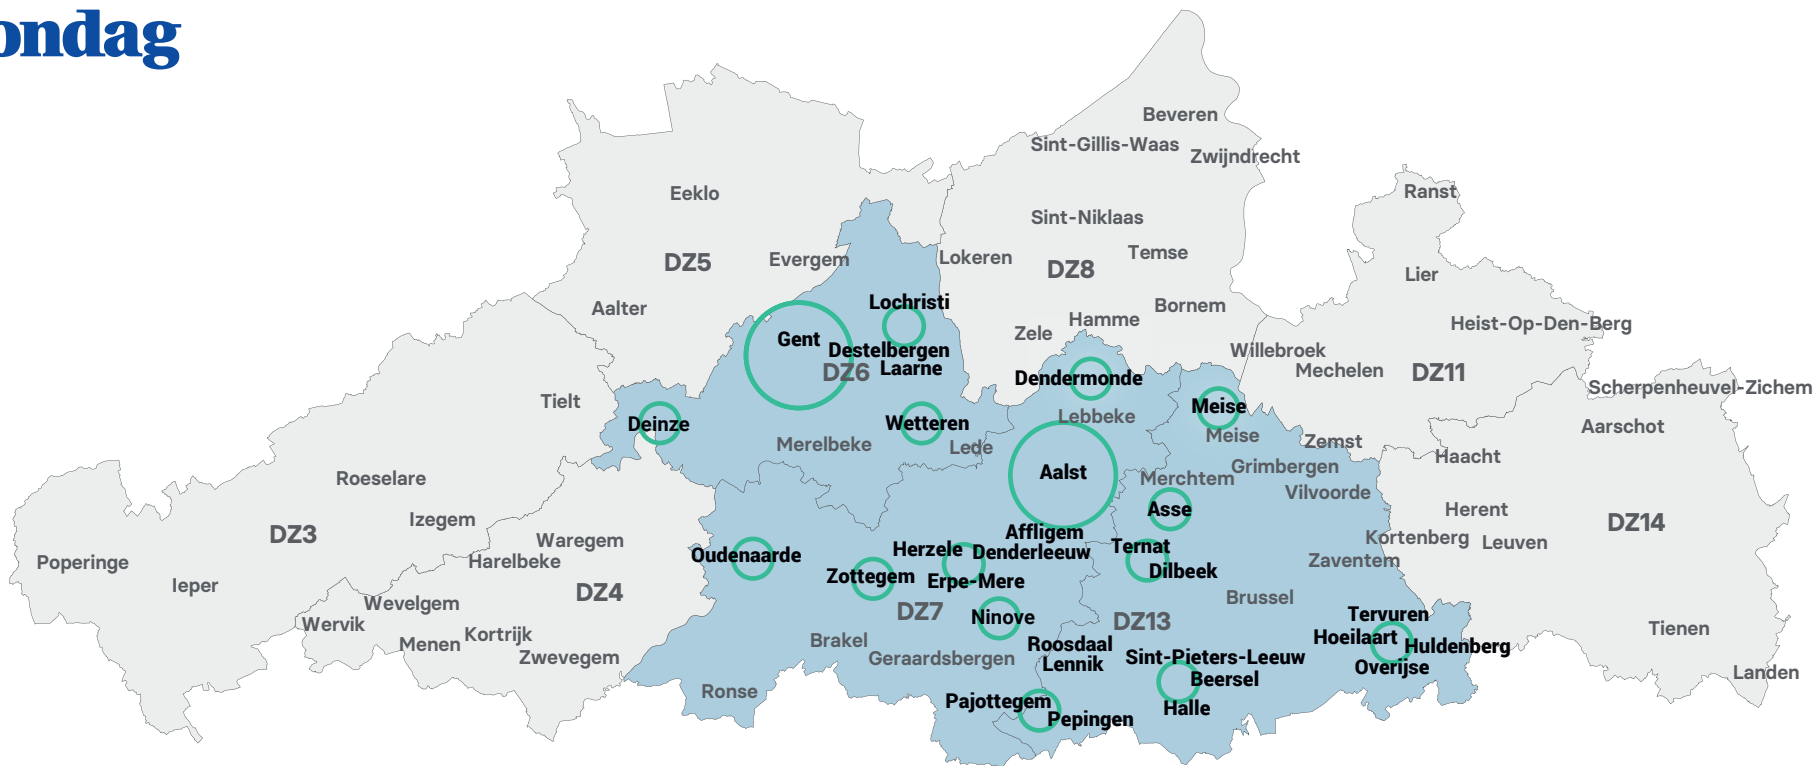 ondag
Beveren
Sint-Gillis-Waas
Zwijndrecht
Ranst
Eeklo
Sint-Niklaas
Temse
Evergem
Lokeren
DZ5
DZ8
Lier
Lochristi
Aalter
Bornem
Hamme
Heist-Op-Den-Berg
Zele
Gent
Destelbergen
Willebroek
Laarne
DZ6
Mechelen
DZ11
Dendermonde
Scherpenheuvel-Zichem
Tielt
Meise
Lebbeke
Deinze
Wetteren
Meise
Aarschot
Merelbeke
Lede
Zemst
Haacht
Grimbergen
Aalst
Roeselare
Merchtem
Vilvoorde
Asse
Herent
Izegem
DZ14
DZ3
Affligem
Waregem
Kortenberg
Leuven
Ternat
Herzele
Denderleeuw
Oudenaarde
Poperinge
Harelbeke
Zaventem
Dilbeek
Zottegem
Erpe-Mere
Ieper
DZ4
Brussel
Wevelgem
DZ7
Ninove
DZ13
Tervuren
Wervik
Kortrijk
Hoeilaart
Tienen
Menen
Brakel
Roosdaal
Huldenberg
Zwevegem
Geraardsbergen
Lennik
Sint-Pieters-Leeuw
Overijse
Landen
Beersel
Ronse
Pajottegem
Halle
Pepingen